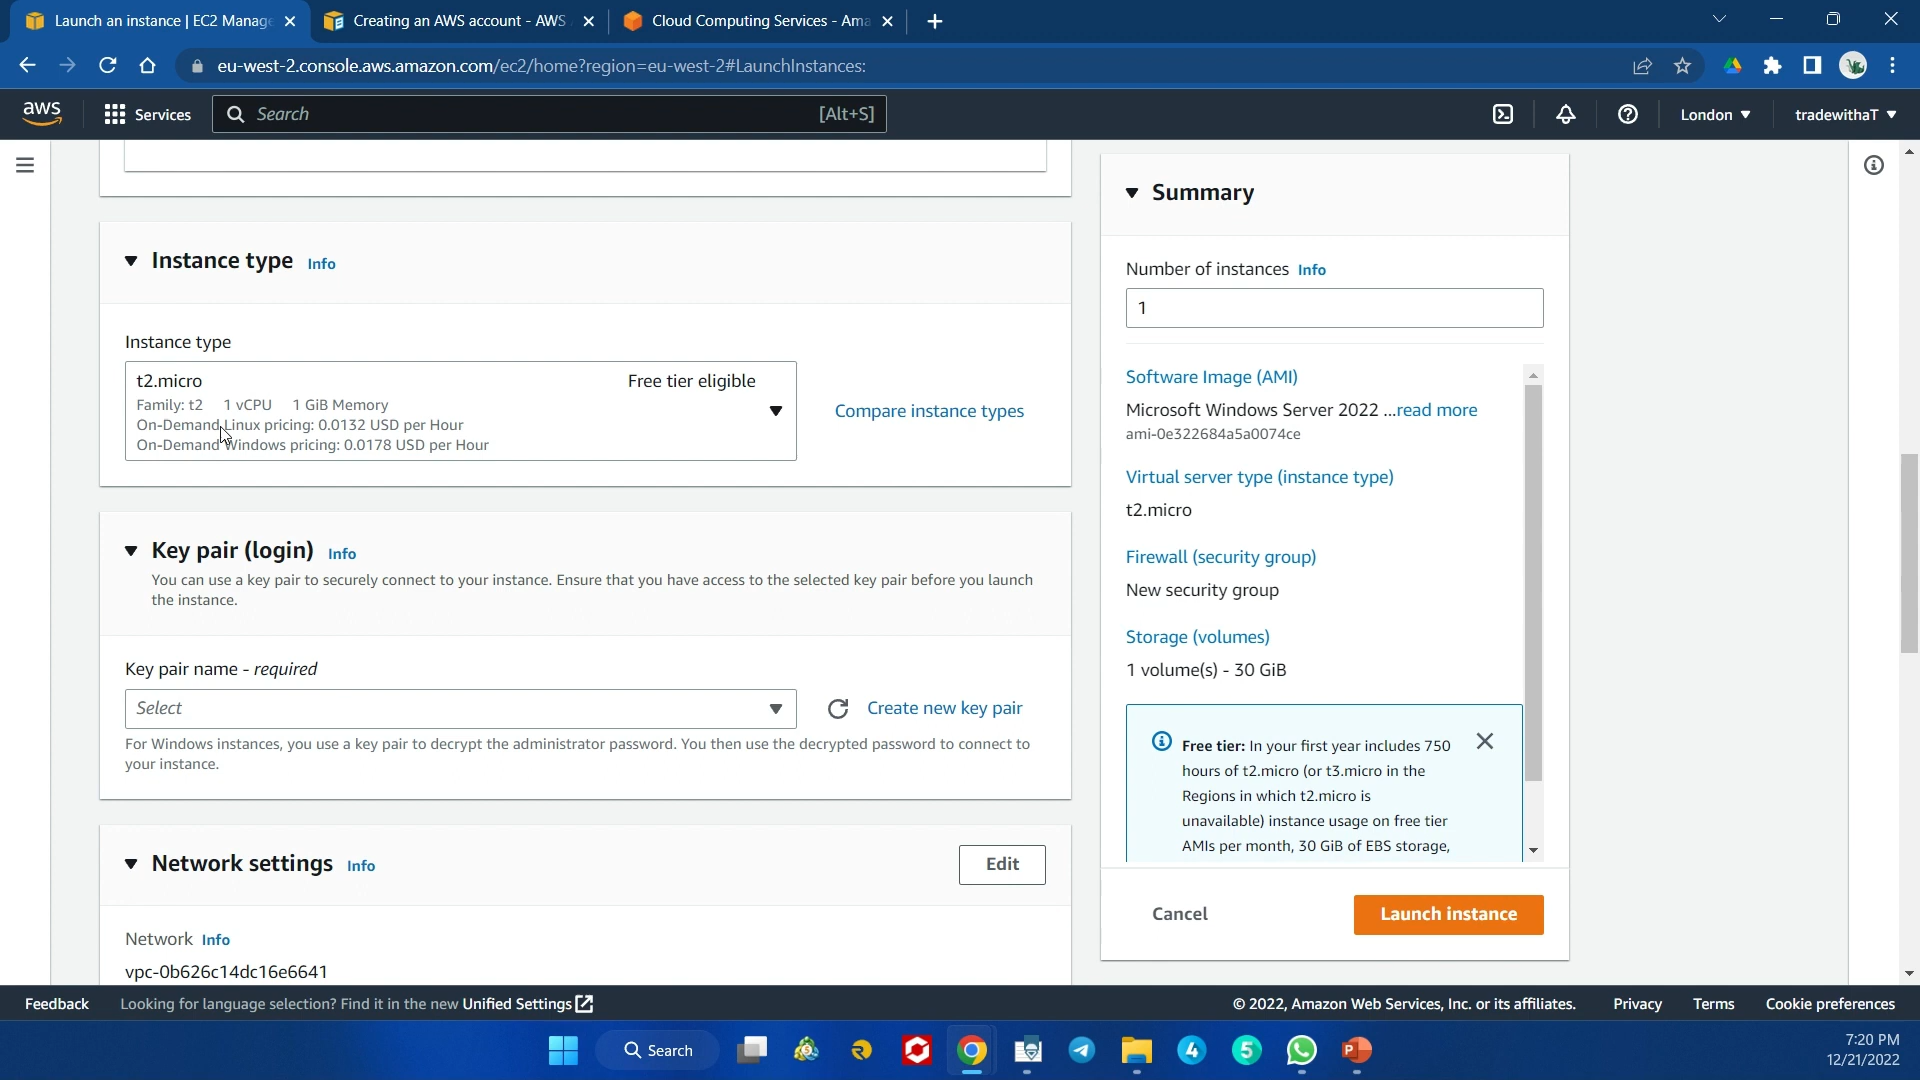 Launch an instance | EC2 Manage
Creating an AWS account - AWS
Cloud Computing Services - Ama
eu-west-2.console.aws.amazon.com/ec2/home?region=eu-west-2#LaunchInstances:
aws
Services
Search
[Alt+S]
London
tradewithaT
Instance type Info
Instance type
t2.micro
Free tier eligible
Family: t2 1 vCPU 1 GiB Memory
On-Demand Linux pricing: 0.0132 USD per Hour
On-Demand Windows pricing: 0.0178 USD per Hour
Compare instance types
Key pair (login) Info
You can use a key pair to securely connect to your instance. Ensure that you have access to the selected key pair before you launch
the instance.
Key pair name - required
Select
Create new key pair
For Windows instances, you use a key pair to decrypt the administrator password. You then use the decrypted password to connect to
your instance.
Network settings Info
Edit
Network Info
vpc-0b626c14dc16e6641
Summary
Number of instances Info
1
Software Image (AMI)
Microsoft Windows Server 2022 ...read more
ami-0e322684a5a0074ce
Virtual server type (instance type)
t2.micro
Firewall (security group)
New security group
Storage (volumes)
1 volume(s) - 30 GiB
Free tier: In your first year includes 750
hours of t2.micro (or t3.micro in the
Regions in which t2.micro is
unavailable) instance usage on free tier
AMIs per month, 30 GiB of EBS storage,
Cancel
Launch instance
Feedback
Looking for language selection? Find it in the new Unified Settings
© 2022, Amazon Web Services, Inc. or its affiliates.
Privacy
Terms
Cookie preferences
Search
4
5
P
7:20 PM
12/21/2022